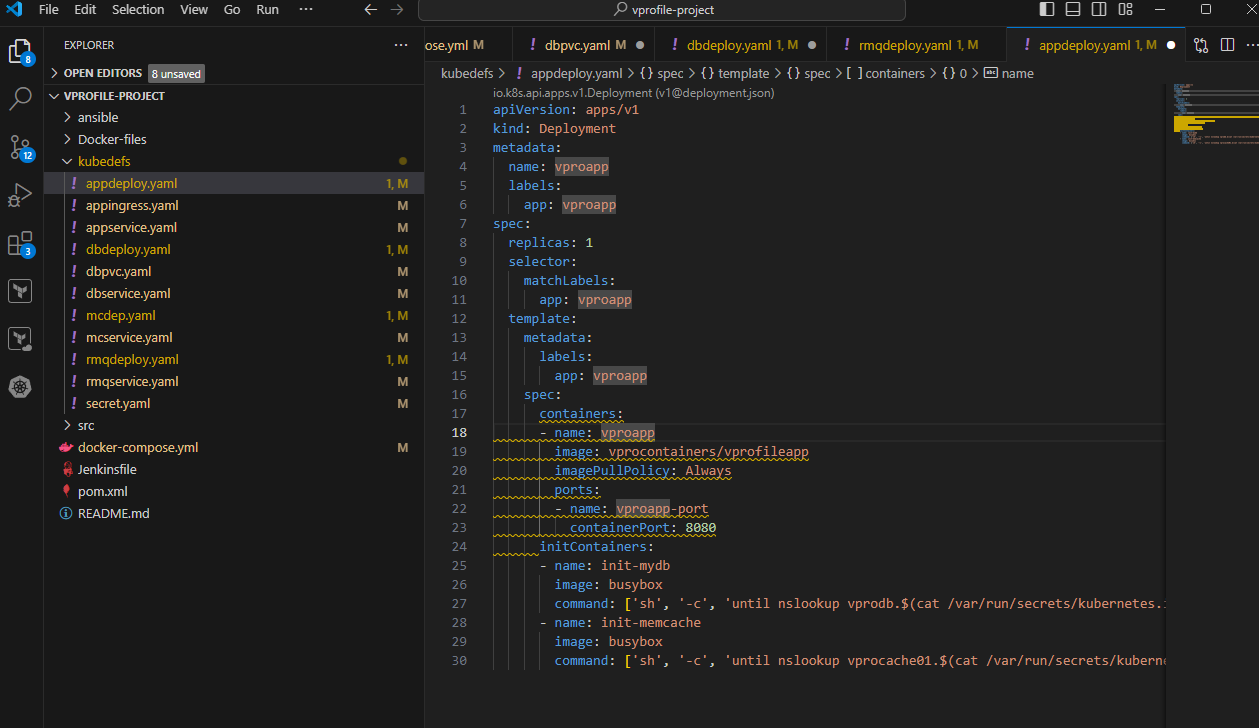 File Edit Selection View Go Run ··· vprofile-project
EXPLORER ···
OPEN EDITORS 8 unsaved
VPROFILE-PROJECT
ansible
Docker-files
kubedefs
appdeploy.yaml 1, M
appingress.yaml M
appservice.yaml M
dbdeploy.yaml 1, M
dbpvc.yaml M
dbservice.yaml M
mcdep.yaml 1, M
mcservice.yaml M
rmqdeploy.yaml 1, M
rmqservice.yaml M
secret.yaml M
src
docker-compose.yml M
Jenkinsfile
pom.xml
README.md
8
12
3
ose.yml M ! dbpvc.yaml M ! dbdeploy.yaml 1, M ! rmqdeploy.yaml 1, M ! appdeploy.yaml 1, M
kubedefs > ! appdeploy.yaml > {} spec > {} template > {} spec > [ ] containers > {} 0 > abc name
io.k8s.api.apps.v1.Deployment (v1@deployment.json)
1 apiVersion: apps/v1
2 kind: Deployment
3 metadata:
4 name: vproapp
5 labels:
6 app: vproapp
7 spec:
8 replicas: 1
9 selector:
10 matchLabels:
11 app: vproapp
12 template:
13 metadata:
14 labels:
15 app: vproapp
16 spec:
17 containers:
18 - name: vproapp
19 image: vprocontainers/vprofileapp
20 imagePullPolicy: Always
21 ports:
22 - name: vproapp-port
23 containerPort: 8080
24 initContainers:
25 - name: init-mydb
26 image: busybox
27 command: ['sh', '-c', 'until nslookup vprodb.$(cat /var/run/secrets/kubernetes.
28 - name: init-memcache
29 image: busybox
30 command: ['sh', '-c', 'until nslookup vprocache01.$(cat /var/run/secrets/kuberne